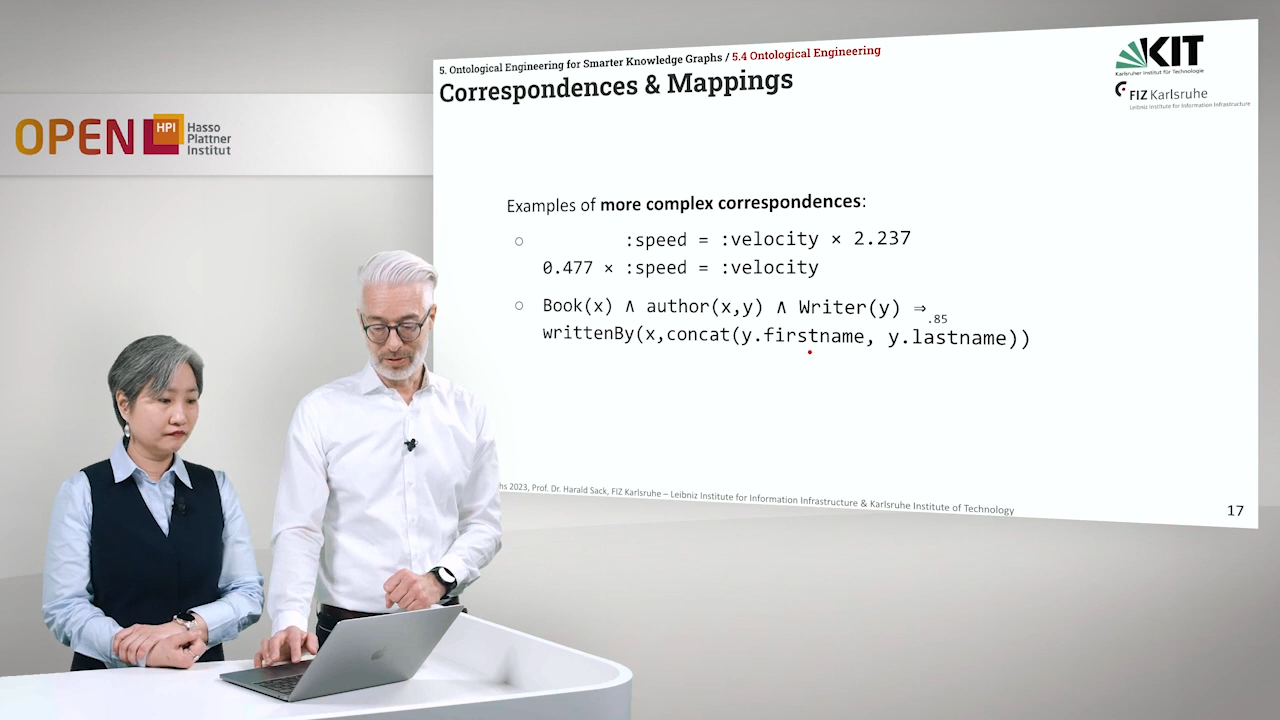 5. Ontological Engineering for Smarter Knowledge Graphs / 5.4 Ontological Engineering
Correspondences & Mappings
KIT
Karlsruher Institut für Technologie
FIZ Karlsruhe
Leibniz Institute for Information Infrastructure
OPEN HPI Hasso
Plattner
Institut
Examples of more complex correspondences:
:speed = :velocity × 2.237
0.477 × :speed = :velocity
Book(x) ∧ author(x,y) ∧ Writer(y) ⇒.85
writtenBy(x,concat(y.firstname, y.lastname))
hs 2023, Prof. Dr. Harald Sack, FIZ Karlsruhe – Leibniz Institute for Information Infrastructure & Karlsruhe Institute of Technology
17